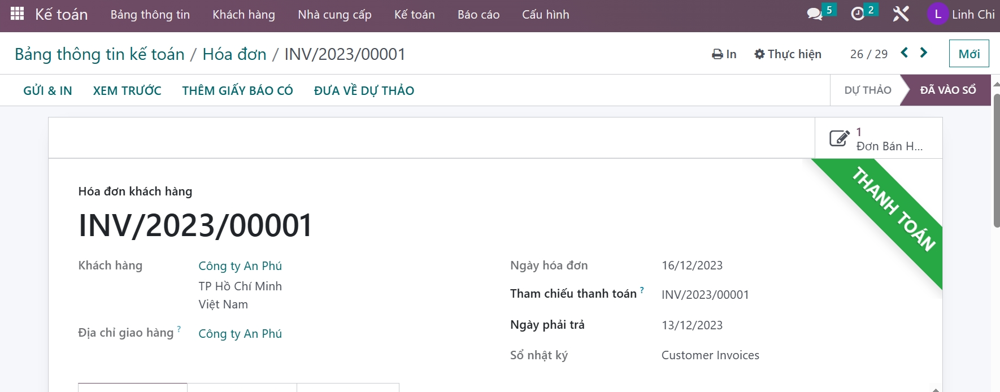 Kế toán Bảng thông tin Khách hàng Nhà cung cấp Kế toán Báo cáo Cấu hình 5 2 L Linh Chi
Bảng thông tin kế toán / Hóa đơn / INV/2023/00001 In Thực hiện 26 / 29 Mới
GỬI & IN XEM TRƯỚC THÊM GIẤY BÁO CÓ ĐƯA VỀ DỰ THẢO DỰ THẢO ĐÃ VÀO SỔ
1
Đơn Bán H...
THANH TOÁN
Hóa đơn khách hàng
INV/2023/00001
Khách hàng Công ty An Phú
TP Hồ Chí Minh
Việt Nam
Địa chỉ giao hàng ? Công ty An Phú
Ngày hóa đơn 16/12/2023
Tham chiếu thanh toán ? INV/2023/00001
Ngày phải trả 13/12/2023
Sổ nhật ký Customer Invoices